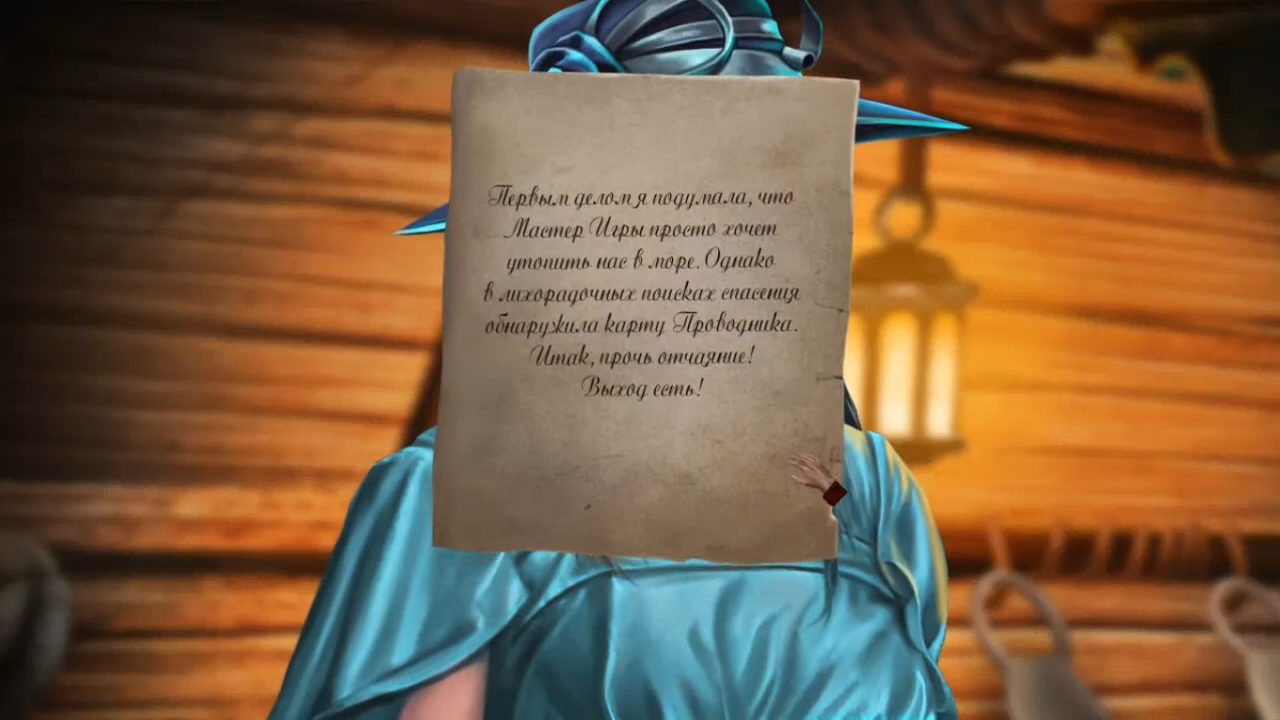 Первым делом я подумала, что
Мастер Игры просто хочет
утопить нас в море. Однако
в лихорадочных поисках спасения
обнаружила карту Проводника.
Итак, прочь отчаяние!
Выход есть!